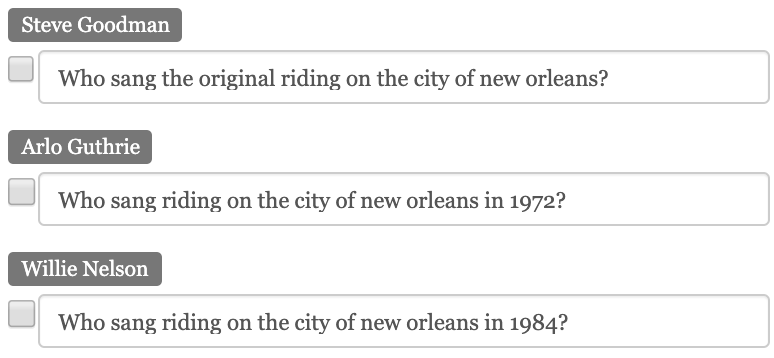 Steve Goodman
Who sang the original riding on the city of new orleans?
Arlo Guthrie
Who sang riding on the city of new orleans in 1972?
Willie Nelson
Who sang riding on the city of new orleans in 1984?